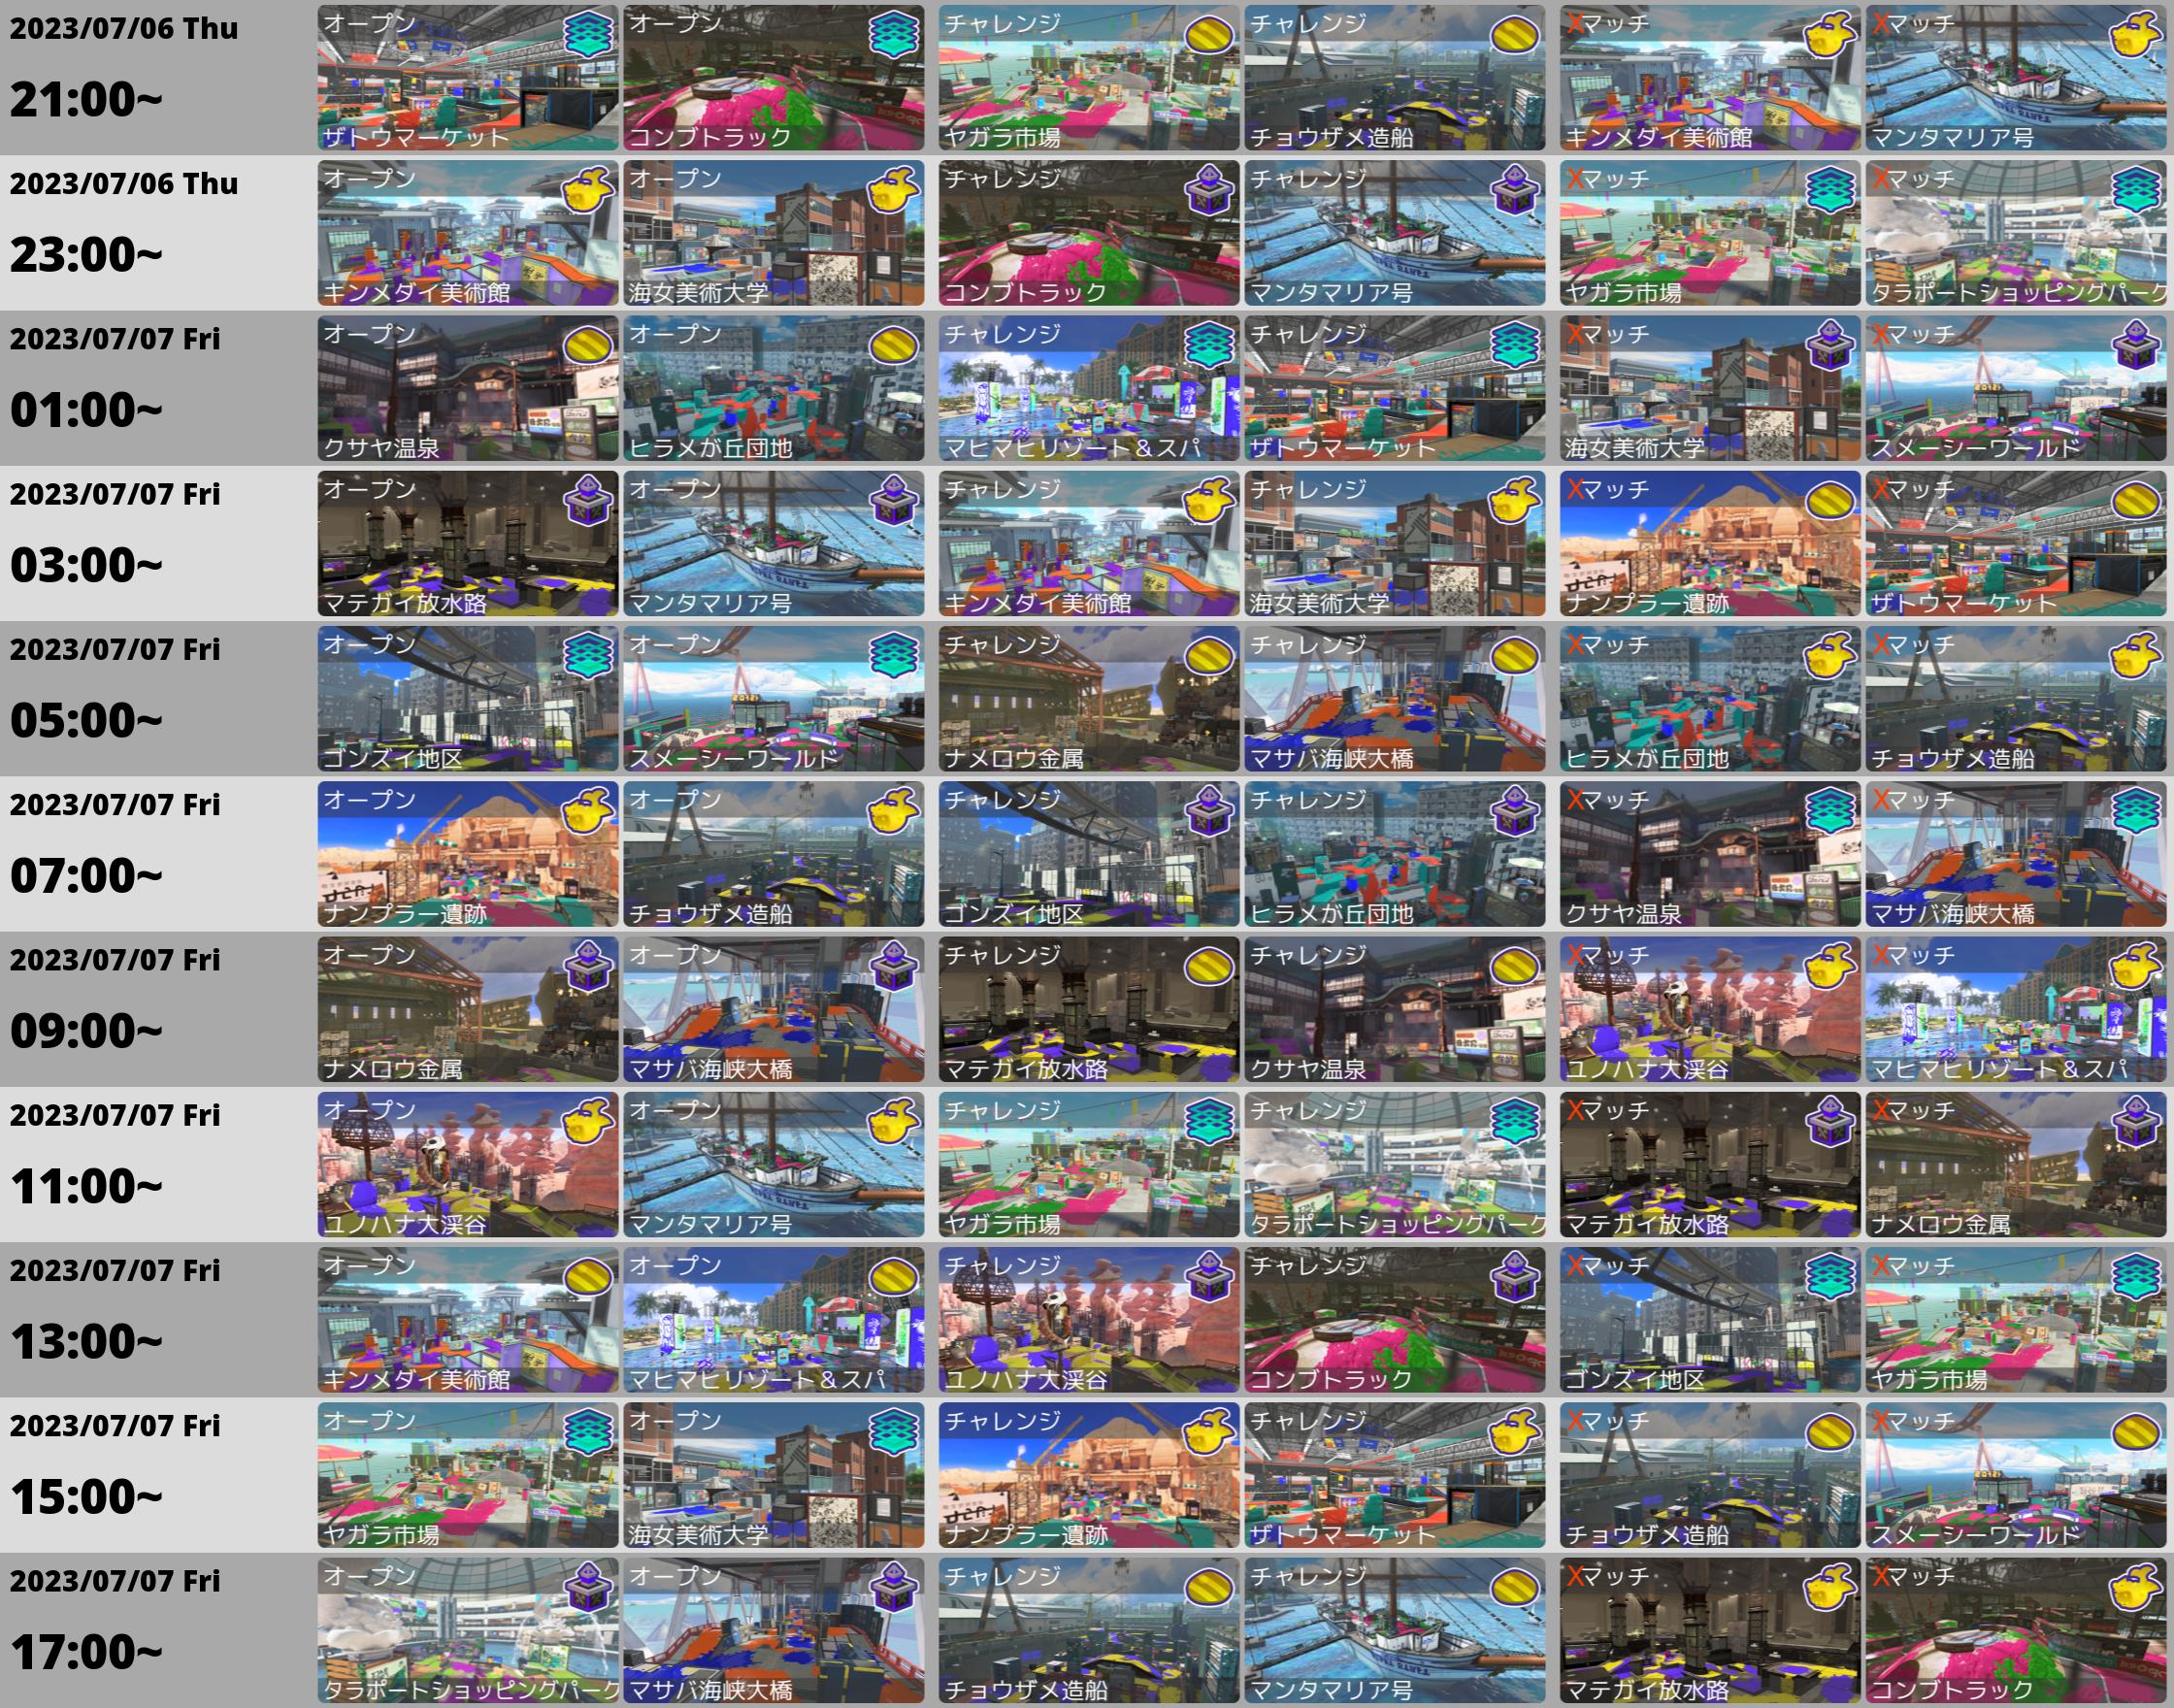 2023/07/06 Thu
21:00~
オープン
ザトウマーケット
オープン
コンブトラック
チャレンジ
ヤガラ市場
チャレンジ
チョウザメ造船
Xマッチ
キンメダイ美術館
Xマッチ
マンタマリア号
2023/07/06 Thu
23:00~
オープン
キンメダイ美術館
オープン
海女美術大学
チャレンジ
コンブトラック
チャレンジ
マンタマリア号
Xマッチ
ヤガラ市場
Xマッチ
タラポートショッピングパーク
2023/07/07 Fri
01:00~
オープン
クサヤ温泉
オープン
ヒラメが丘団地
チャレンジ
マヒマヒリゾート＆スパ
チャレンジ
ザトウマーケット
Xマッチ
海女美術大学
Xマッチ
スメーシーワールド
2023/07/07 Fri
03:00~
オープン
マテガイ放水路
オープン
マンタマリア号
チャレンジ
キンメダイ美術館
チャレンジ
海女美術大学
Xマッチ
ナンプラー遺跡
Xマッチ
ザトウマーケット
2023/07/07 Fri
05:00~
オープン
ゴンズイ地区
オープン
スメーシーワールド
チャレンジ
ナメロウ金属
チャレンジ
マサバ海峡大橋
Xマッチ
ヒラメが丘団地
Xマッチ
チョウザメ造船
2023/07/07 Fri
07:00~
オープン
ナンプラー遺跡
オープン
チョウザメ造船
チャレンジ
ゴンズイ地区
チャレンジ
ヒラメが丘団地
Xマッチ
クサヤ温泉
Xマッチ
マサバ海峡大橋
2023/07/07 Fri
09:00~
オープン
ナメロウ金属
オープン
マサバ海峡大橋
チャレンジ
マテガイ放水路
チャレンジ
クサヤ温泉
Xマッチ
ユノハナ大渓谷
Xマッチ
マヒマヒリゾート＆スパ
2023/07/07 Fri
11:00~
オープン
ユノハナ大渓谷
オープン
マンタマリア号
チャレンジ
ヤガラ市場
チャレンジ
タラポートショッピングパーク
Xマッチ
マテガイ放水路
Xマッチ
ナメロウ金属
2023/07/07 Fri
13:00~
オープン
キンメダイ美術館
オープン
マヒマヒリゾート＆スパ
チャレンジ
ユノハナ大渓谷
チャレンジ
コンブトラック
Xマッチ
ゴンズイ地区
Xマッチ
ヤガラ市場
2023/07/07 Fri
15:00~
オープン
ヤガラ市場
オープン
海女美術大学
チャレンジ
ナンプラー遺跡
チャレンジ
ザトウマーケット
Xマッチ
チョウザメ造船
Xマッチ
スメーシーワールド
2023/07/07 Fri
17:00~
オープン
タラポートショッピングパーク
オープン
マサバ海峡大橋
チャレンジ
チョウザメ造船
チャレンジ
マンタマリア号
Xマッチ
マテガイ放水路
Xマッチ
コンブトラック